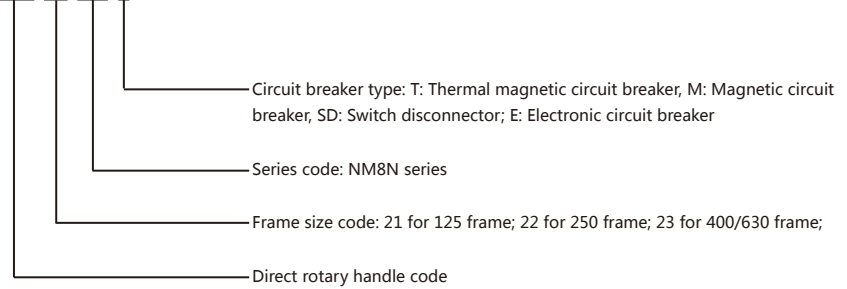 Circuit breaker type: T: Thermal magnetic circuit breaker, M: Magnetic circuit
breaker, SD: Switch disconnector; E: Electronic circuit breaker
Series code: NM8N series
Frame size code: 21 for 125 frame; 22 for 250 frame; 23 for 400/630 frame;
Direct rotary handle code